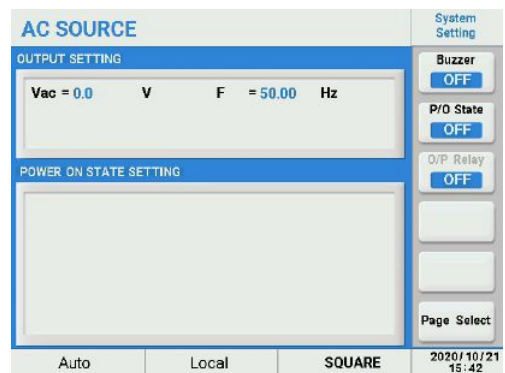 AC SOURCE
System
Setting
OUTPUT SETTING
Vac = 0.0 V F = 50.00 Hz
POWER ON STATE SETTING
Buzzer
OFF
P/O State
OFF
O/P Relay
OFF
Page Select
Auto Local SQUARE
2020/10/21
15:42